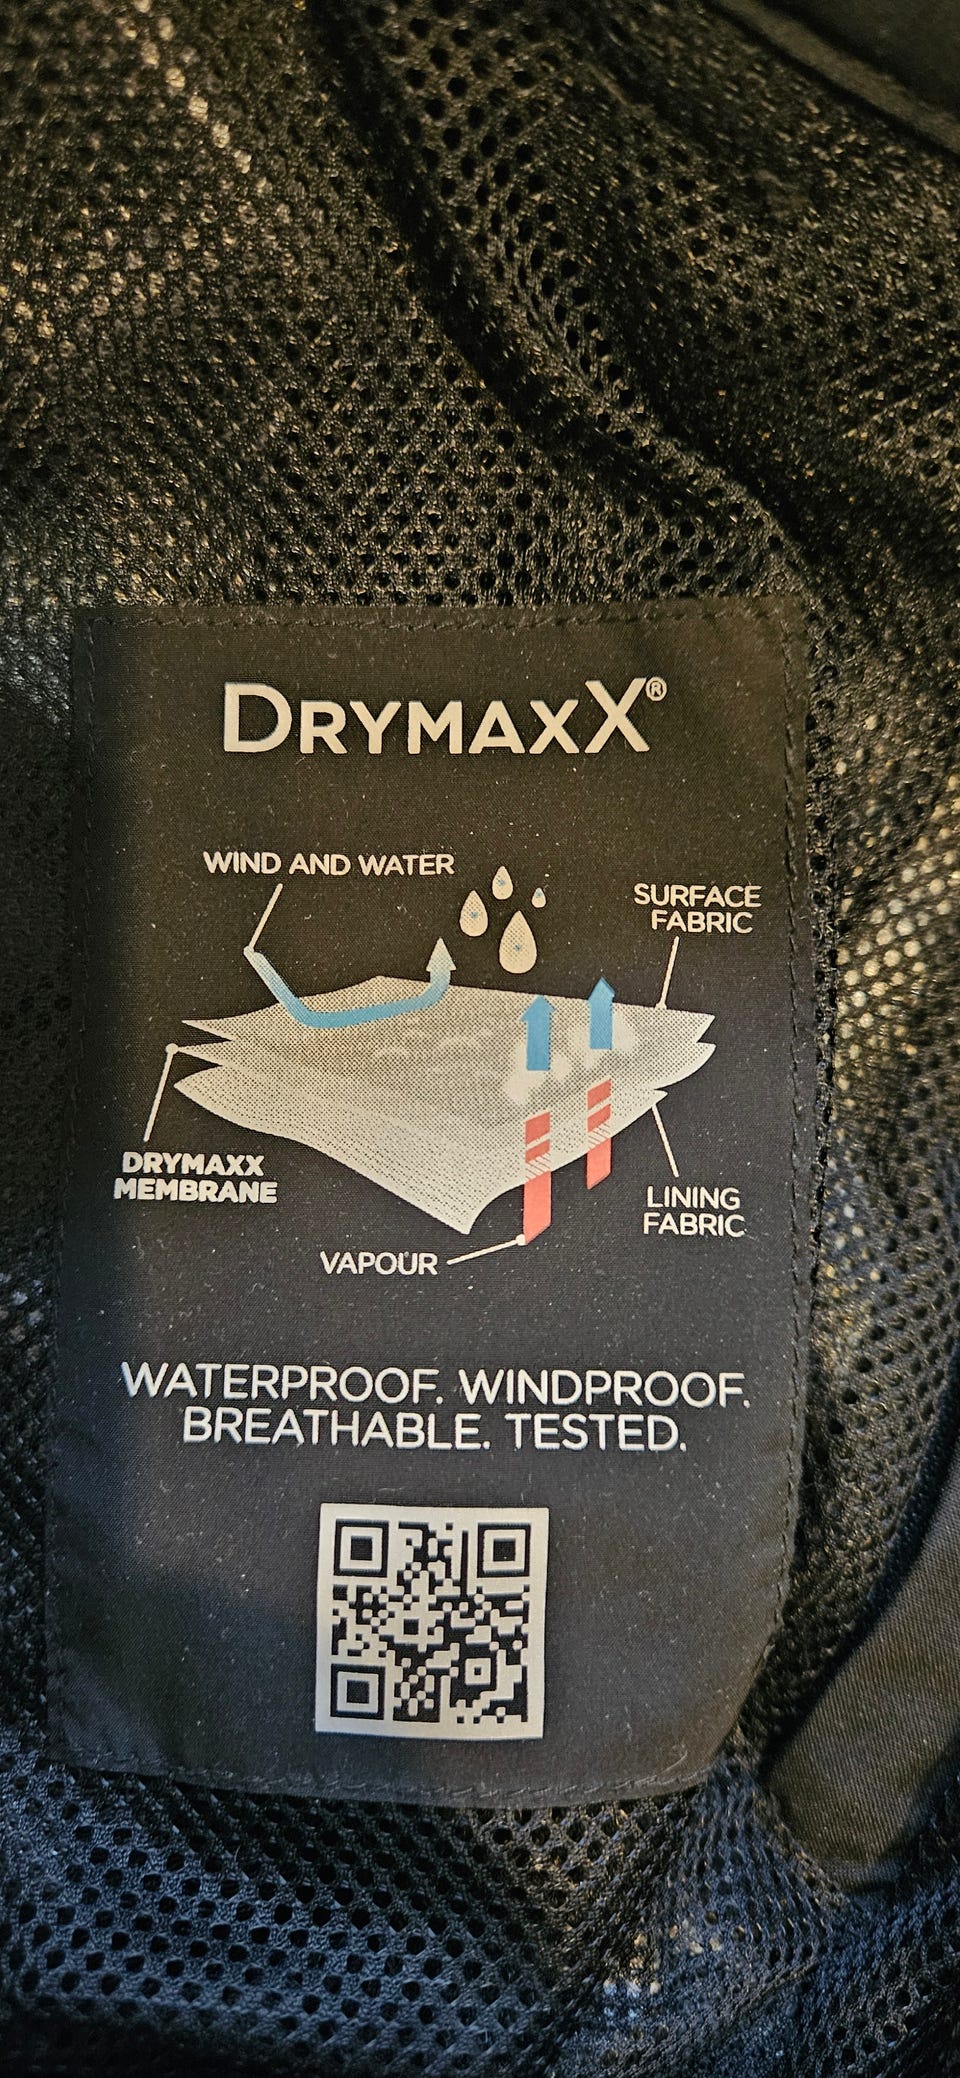 DRYMAXX®
WIND AND WATER
SURFACE
FABRIC
DRYMAXX
MEMBRANE
LINING
FABRIC
VAPOUR
WATERPROOF. WINDPROOF.
BREATHABLE. TESTED.